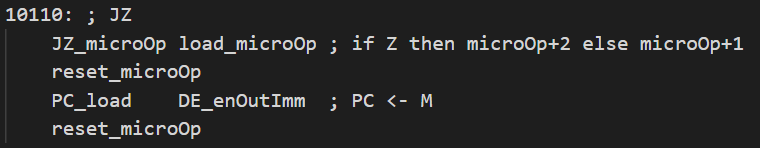 10110: ; JZ
JZ_microOp load_microOp ; if Z then microOp+2 else microOp+1
reset_microOp
PC_load    DE_enOutImm  ; PC <- M
reset_microOp